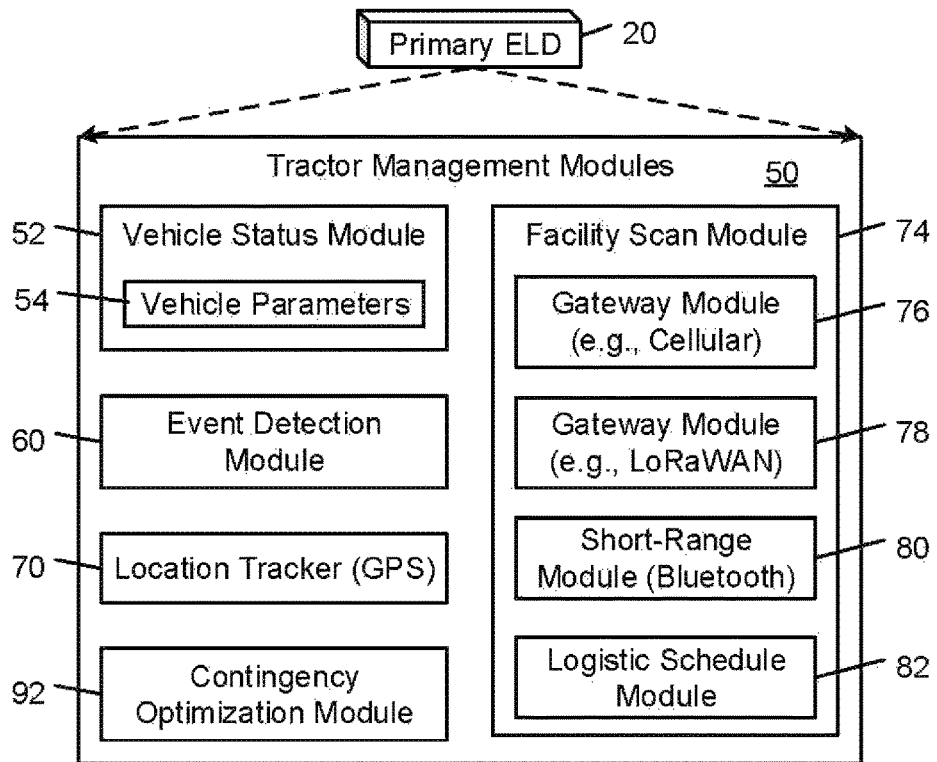 Primary ELD
20
Tractor Management Modules
50
52
Vehicle Status Module
54
Vehicle Parameters
60
Event Detection
Module
70
Location Tracker (GPS)
92
Contingency
Optimization Module
Facility Scan Module
74
Gateway Module
(e.g., Cellular)
76
Gateway Module
(e.g., LoRaWAN)
78
Short-Range
Module (Bluetooth)
80
Logistic Schedule
Module
82